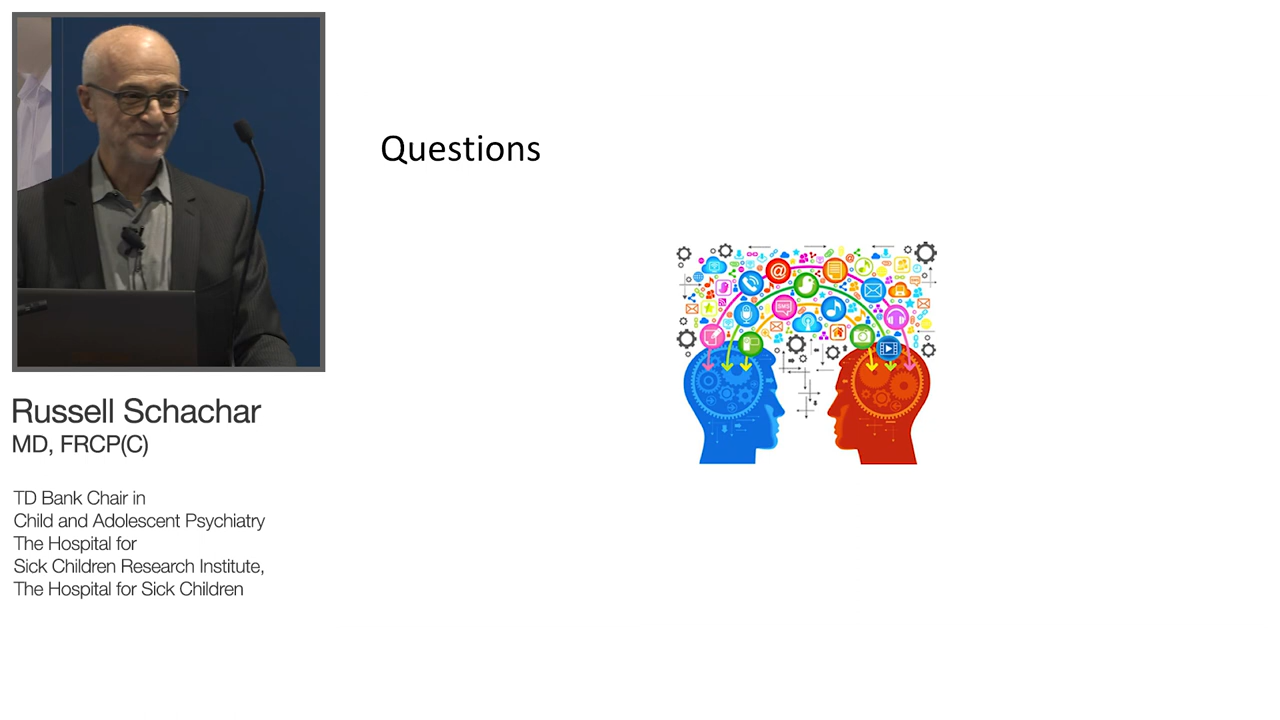 Questions
Russell Schachar
MD, FRCP(C)
TD Bank Chair in
Child and Adolescent Psychiatry
The Hospital for
Sick Children Research Institute,
The Hospital for Sick Children